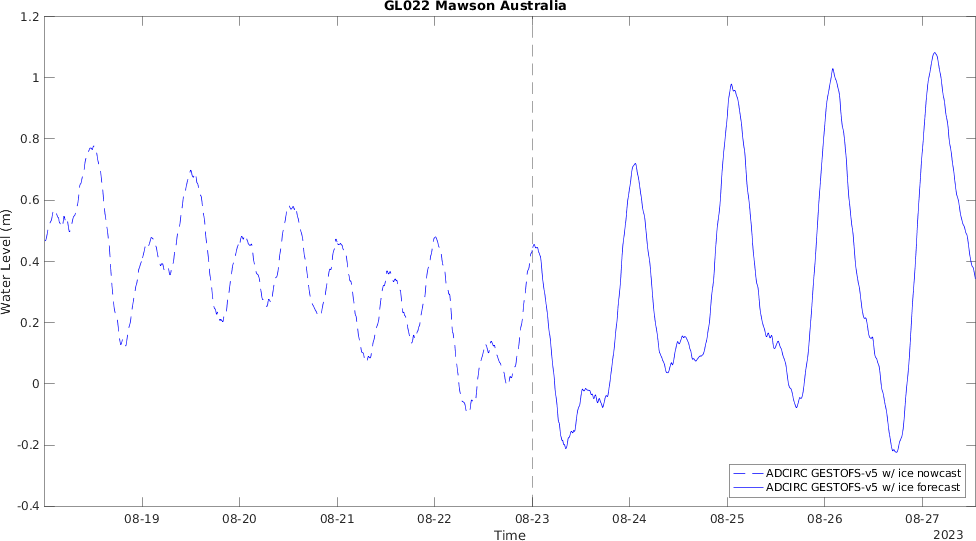 GL022 Mawson Australia
1.2
1
0.8
0.6
0.4
0.2
0
-0.2
-0.4
Water Level (m)
ADCIRC GESTOFS-v5 w/ ice nowcast
ADCIRC GESTOFS-v5 w/ ice forecast
08-19 08-20 08-21 08-22 08-23 08-24 08-25 08-26 08-27
Time
2023